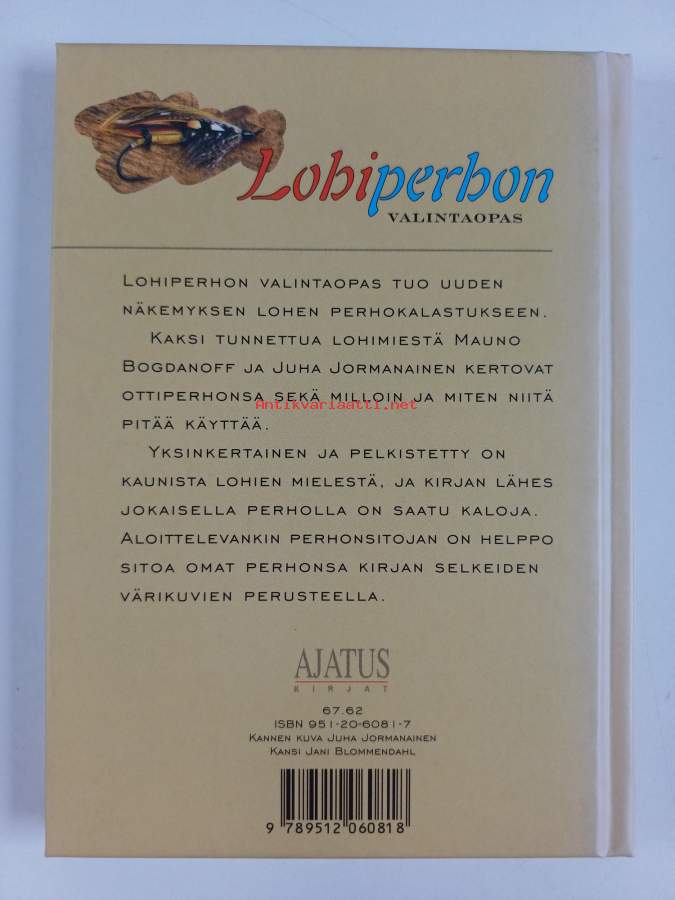 Lohiperhon
VALINTAOPAS
LOHIPERHON VALINTAOPAS TUO UUDEN
NÄKEMYKSEN LOHEN PERHOKALASTUKSEEN.
KAKSI TUNNETTUA LOHIMIESTÄ MAUNO
BOGDANOFF JA JUHA JORMANAINEN KERTOVAT
OTTIPERHONSA SEKÄ MILLOIN JA MITEN NIITÄ
Antikvariaatti.net
PITÄÄ KÄYTTÄÄ.
YKSINKERTAINEN JA PELKISTETTY ON
KAUNISTA LOHIEN MIELESTÄ, JA KIRJAN LÄHES
JOKAISELLA PERHOLLA ON SAATU KALOJA.
ALOITTELEVANKIN PERHONSITOJAN ON HELPPO
SITOA OMAT PERHONSA KIRJAN SELKEIDEN
VÄRIKUVIEN PERUSTEELLA.
AJATUS
KIRJAT
67.62
ISBN 951-20-6081-7
KANNEN KUVA JUHA JORMANAINEN
KANSI JANI BLOMMENDAHL
9 789512 060818